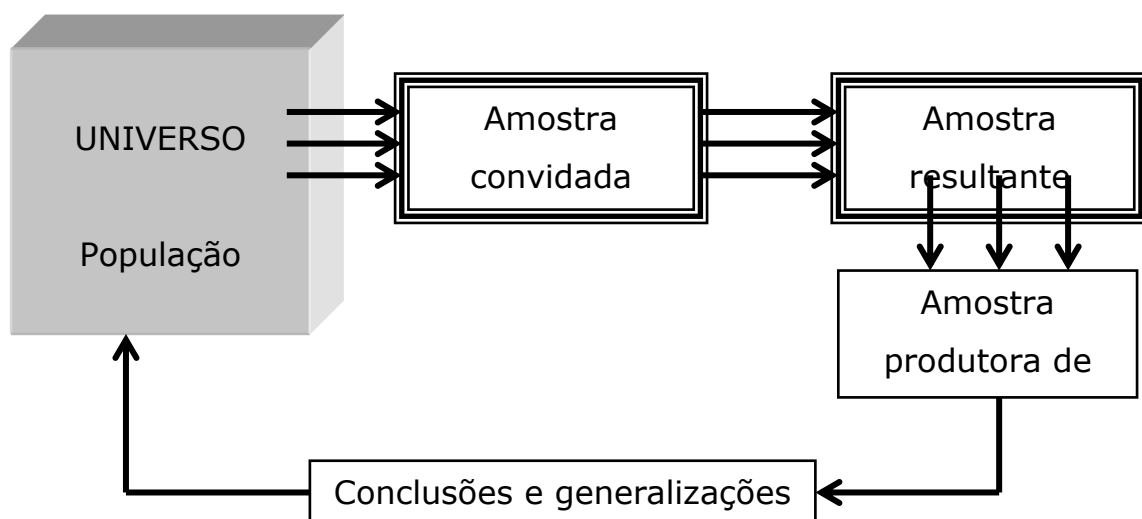 UNIVERSO
População
Amostra
convidada
Amostra
resultante
Amostra
produtora de
Conclusões e generalizações